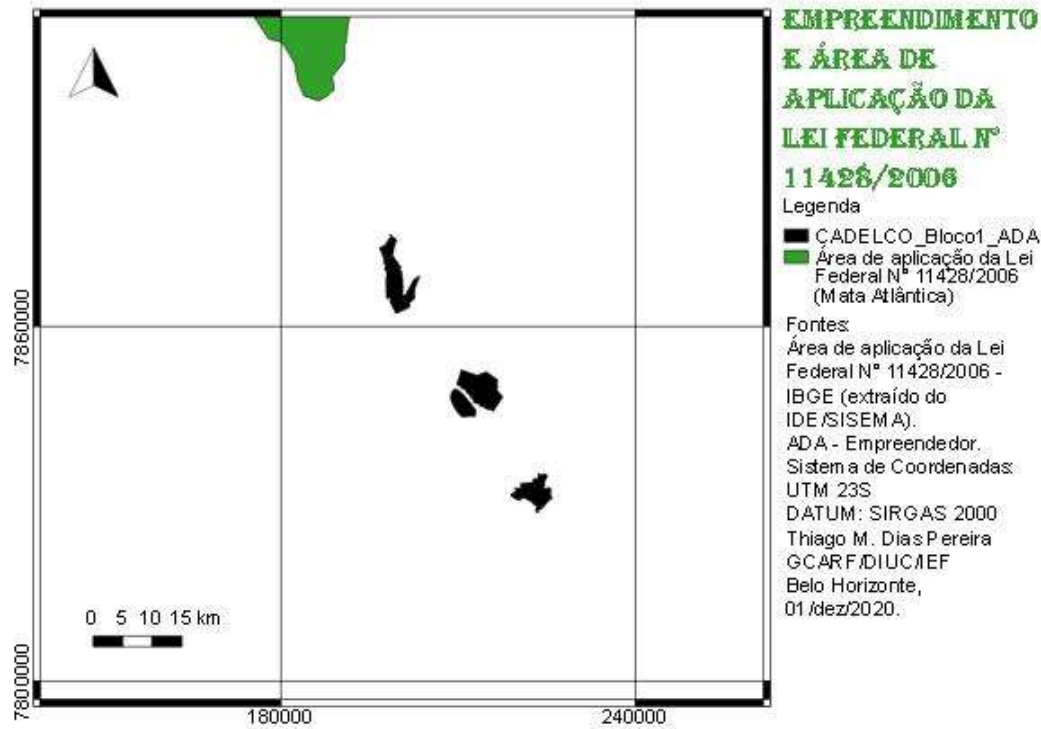 EMPREENDIMENTO
E ÁREA DE
APLICAÇÃO DA
LEI FEDERAL Nº
11428/2006
Legenda
CADELCO_Bloco1_ADA
Área de aplicação da Lei
Federal Nº 11428/2006
(Mata Atlântica)
Fontes:
Área de aplicação da Lei
Federal Nº 11428/2006 -
IBGE (extraído do
IDE/SISEMA).
ADA - Empreendedor.
Sistema de Coordenadas:
UTM 23S
DATUM: SIRGAS 2000
Thiago M. Dias Pereira
GCARF/DIUC/IEF
Belo Horizonte,
01/dez/2020.
7860000
7800000
0 5 10 15 km
180000
240000